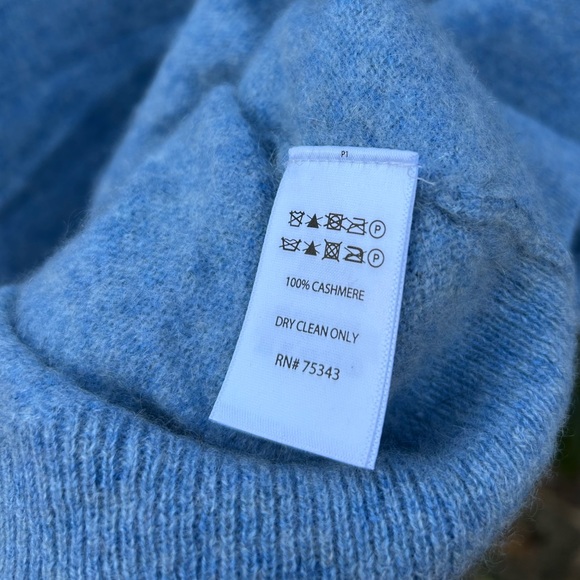 P1
P
P
100% CASHMERE
DRY CLEAN ONLY
RN# 75343